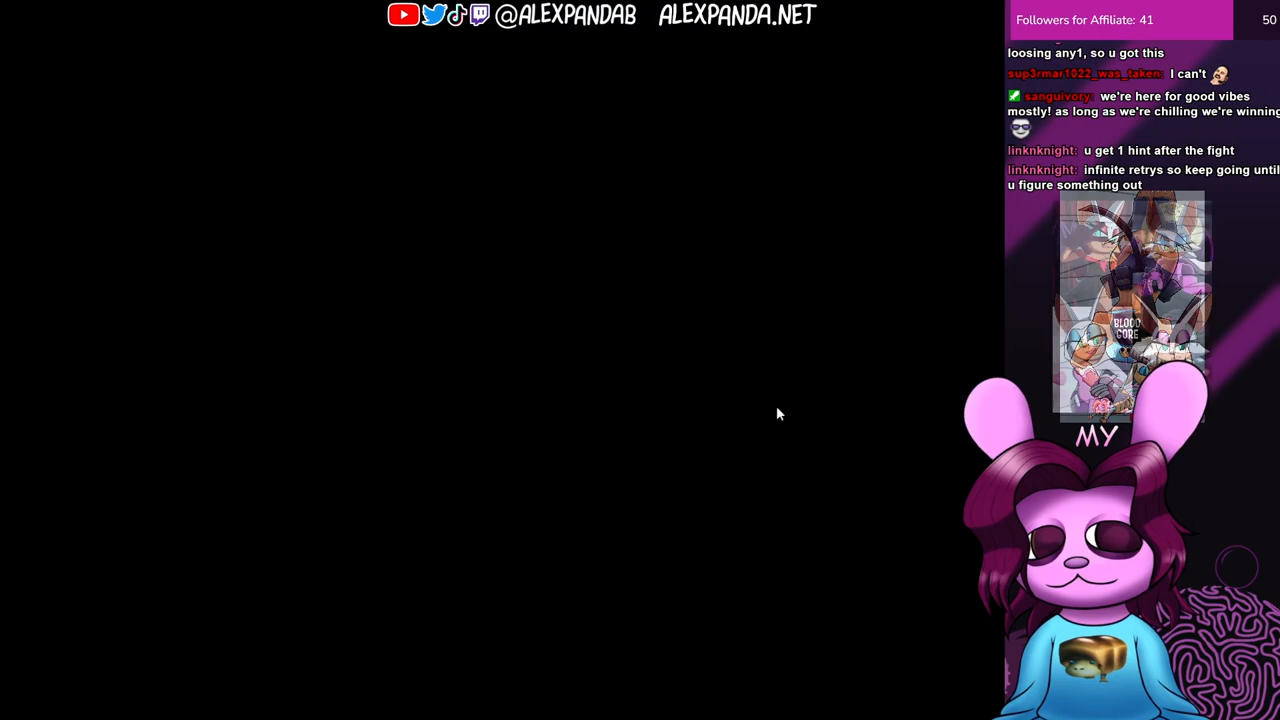 @ALEXPANDAB ALEXPANDA.NET
Followers for Affiliate: 41 50
loosing any1, so u got this
sup3rmar1022_was_taken: I can't
sanguivory: we're here for good vibes
mostly! as long as we're chilling we're winning
linknknight: u get 1 hint after the fight
linknknight: infinite retrys so keep going until
u figure something out
BLOOD
GORE
MY